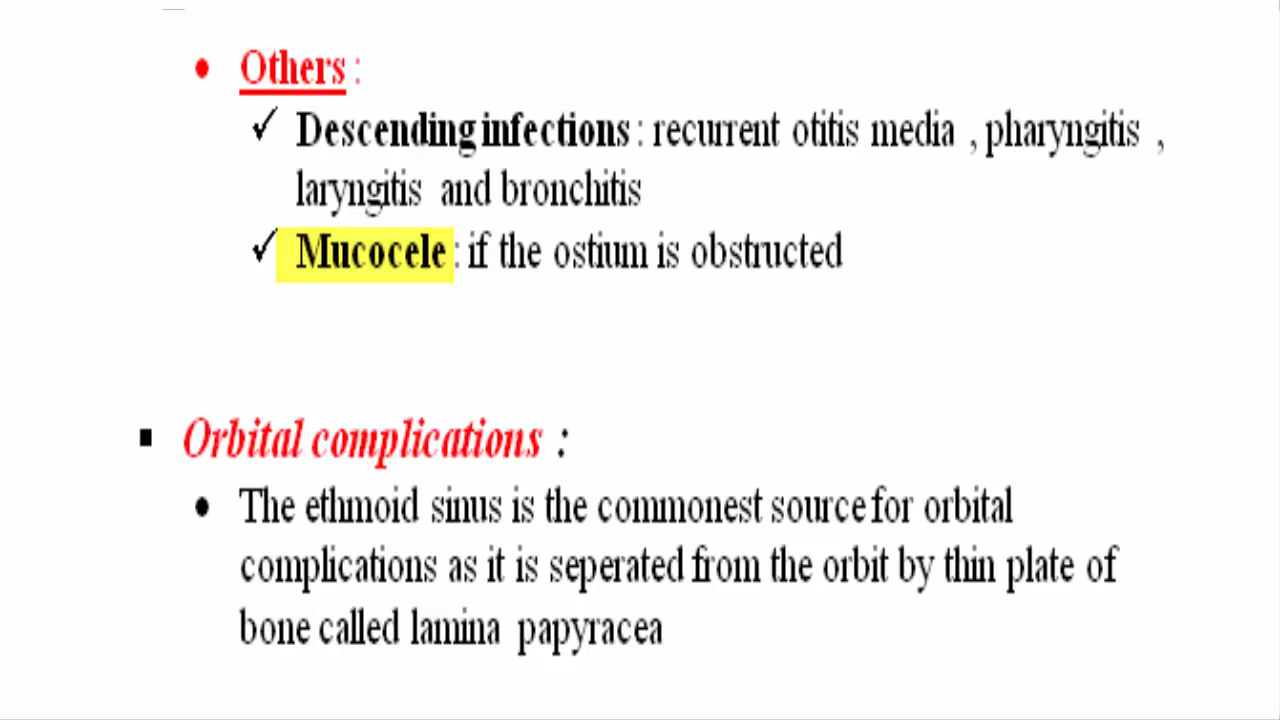 • Others :
✓ Descending infections : recurrent otitis media , pharyngitis ,
laryngitis and bronchitis
✓ Mucocele : if the ostium is obstructed
▪ Orbital complications :
• The ethmoid sinus is the commonest source for orbital
complications as it is seperated from the orbit by thin plate of
bone called lamina papyracea